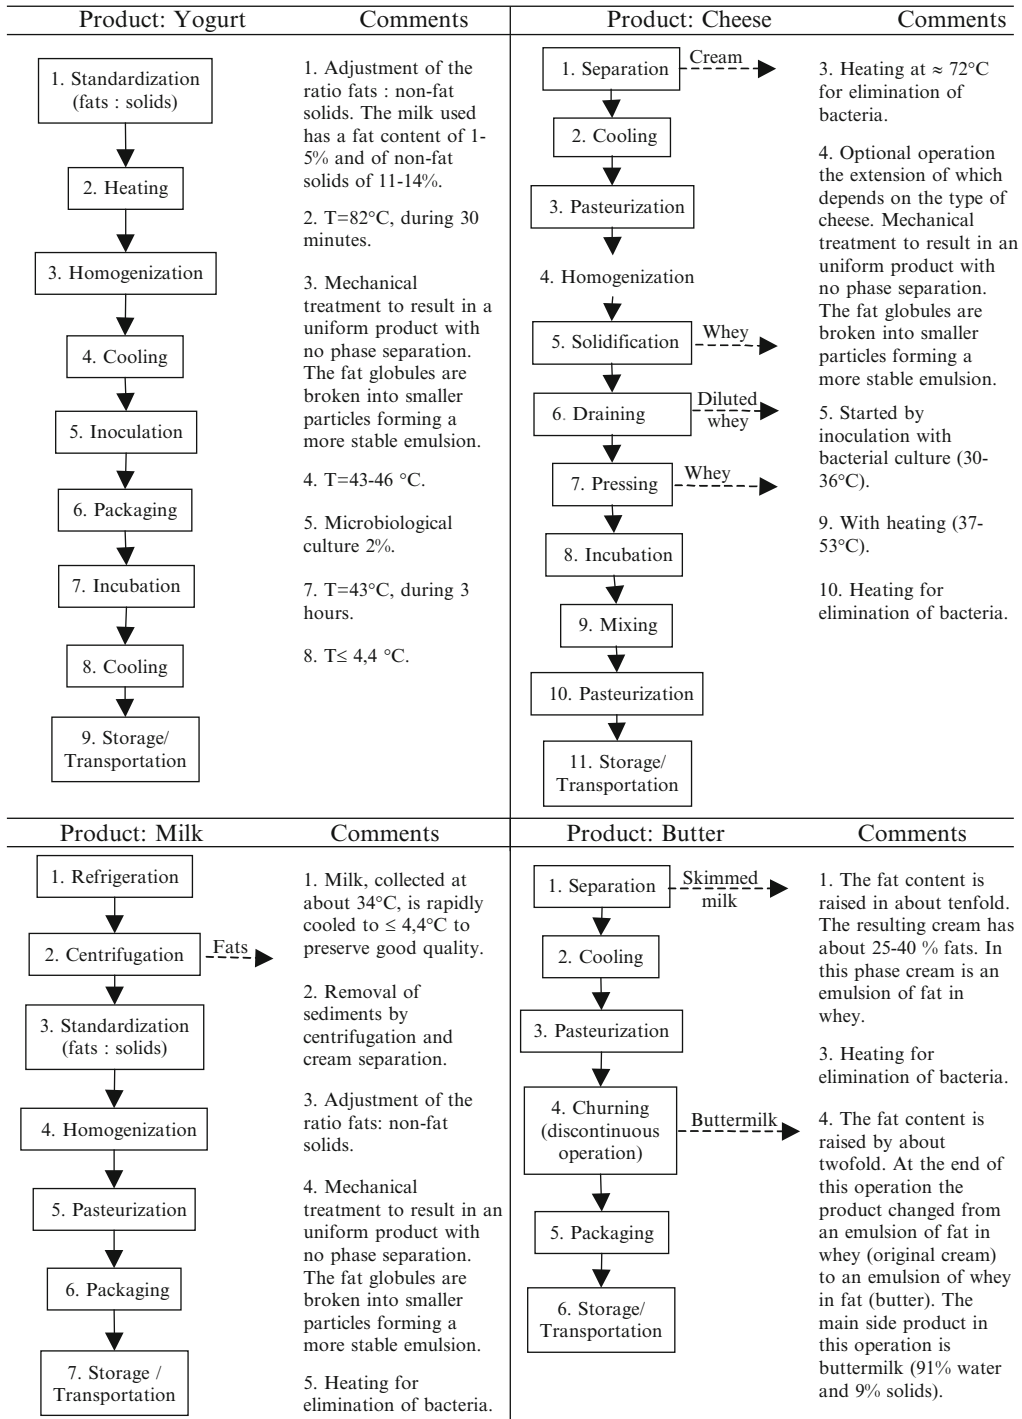 Product: Yogurt
Comments
1. Standardization
(fats : solids)
2. Heating
3. Homogenization
4. Cooling
5. Inoculation
6. Packaging
7. Incubation
8. Cooling
9. Storage/
Transportation
1. Adjustment of the
ratio fats : non-fat
solids. The milk used
has a fat content of 1-
5% and of non-fat
solids of 11-14%.
2. T=82°C, during 30
minutes.
3. Mechanical
treatment to result in a
uniform product with
no phase separation.
The fat globules are
broken into smaller
particles forming a
more stable emulsion.
4. T=43-46 °C.
5. Microbiological
culture 2%.
7. T=43°C, during 3
hours.
8. T≤ 4,4 °C.
Product: Cheese
Comments
1. Separation
Cream
2. Cooling
3. Pasteurization
4. Homogenization
5. Solidification
Whey
6. Draining
Diluted
whey
7. Pressing
Whey
8. Incubation
9. Mixing
10. Pasteurization
11. Storage/
Transportation
3. Heating at ≈ 72°C
for elimination of
bacteria.
4. Optional operation
the extension of which
depends on the type of
cheese. Mechanical
treatment to result in an
uniform product with
no phase separation.
The fat globules are
broken into smaller
particles forming a
more stable emulsion.
5. Started by
inoculation with
bacterial culture (30-
36°C).
9. With heating (37-
53°C).
10. Heating for
elimination of bacteria.
Product: Milk
Comments
1. Refrigeration
2. Centrifugation
Fats
3. Standardization
(fats : solids)
4. Homogenization
5. Pasteurization
6. Packaging
7. Storage /
Transportation
1. Milk, collected at
about 34°C, is rapidly
cooled to ≤ 4,4°C to
preserve good quality.
2. Removal of
sediments by
centrifugation and
cream separation.
3. Adjustment of the
ratio fats: non-fat
solids.
4. Mechanical
treatment to result in an
uniform product with
no phase separation.
The fat globules are
broken into smaller
particles forming a
more stable emulsion.
5. Heating for
elimination of bacteria.
Product: Butter
Comments
1. Separation
Skimmed
milk
2. Cooling
3. Pasteurization
4. Churning
(discontinuous
operation)
Buttermilk
5. Packaging
6. Storage/
Transportation
1. The fat content is
raised in about tenfold.
The resulting cream has
about 25-40 % fats. In
this phase cream is an
emulsion of fat in
whey.
3. Heating for
elimination of bacteria.
4. The fat content is
raised by about
twofold. At the end of
this operation the
product changed from
an emulsion of fat in
whey (original cream)
to an emulsion of whey
in fat (butter). The
main side product in
this operation is
buttermilk (91% water
and 9% solids).